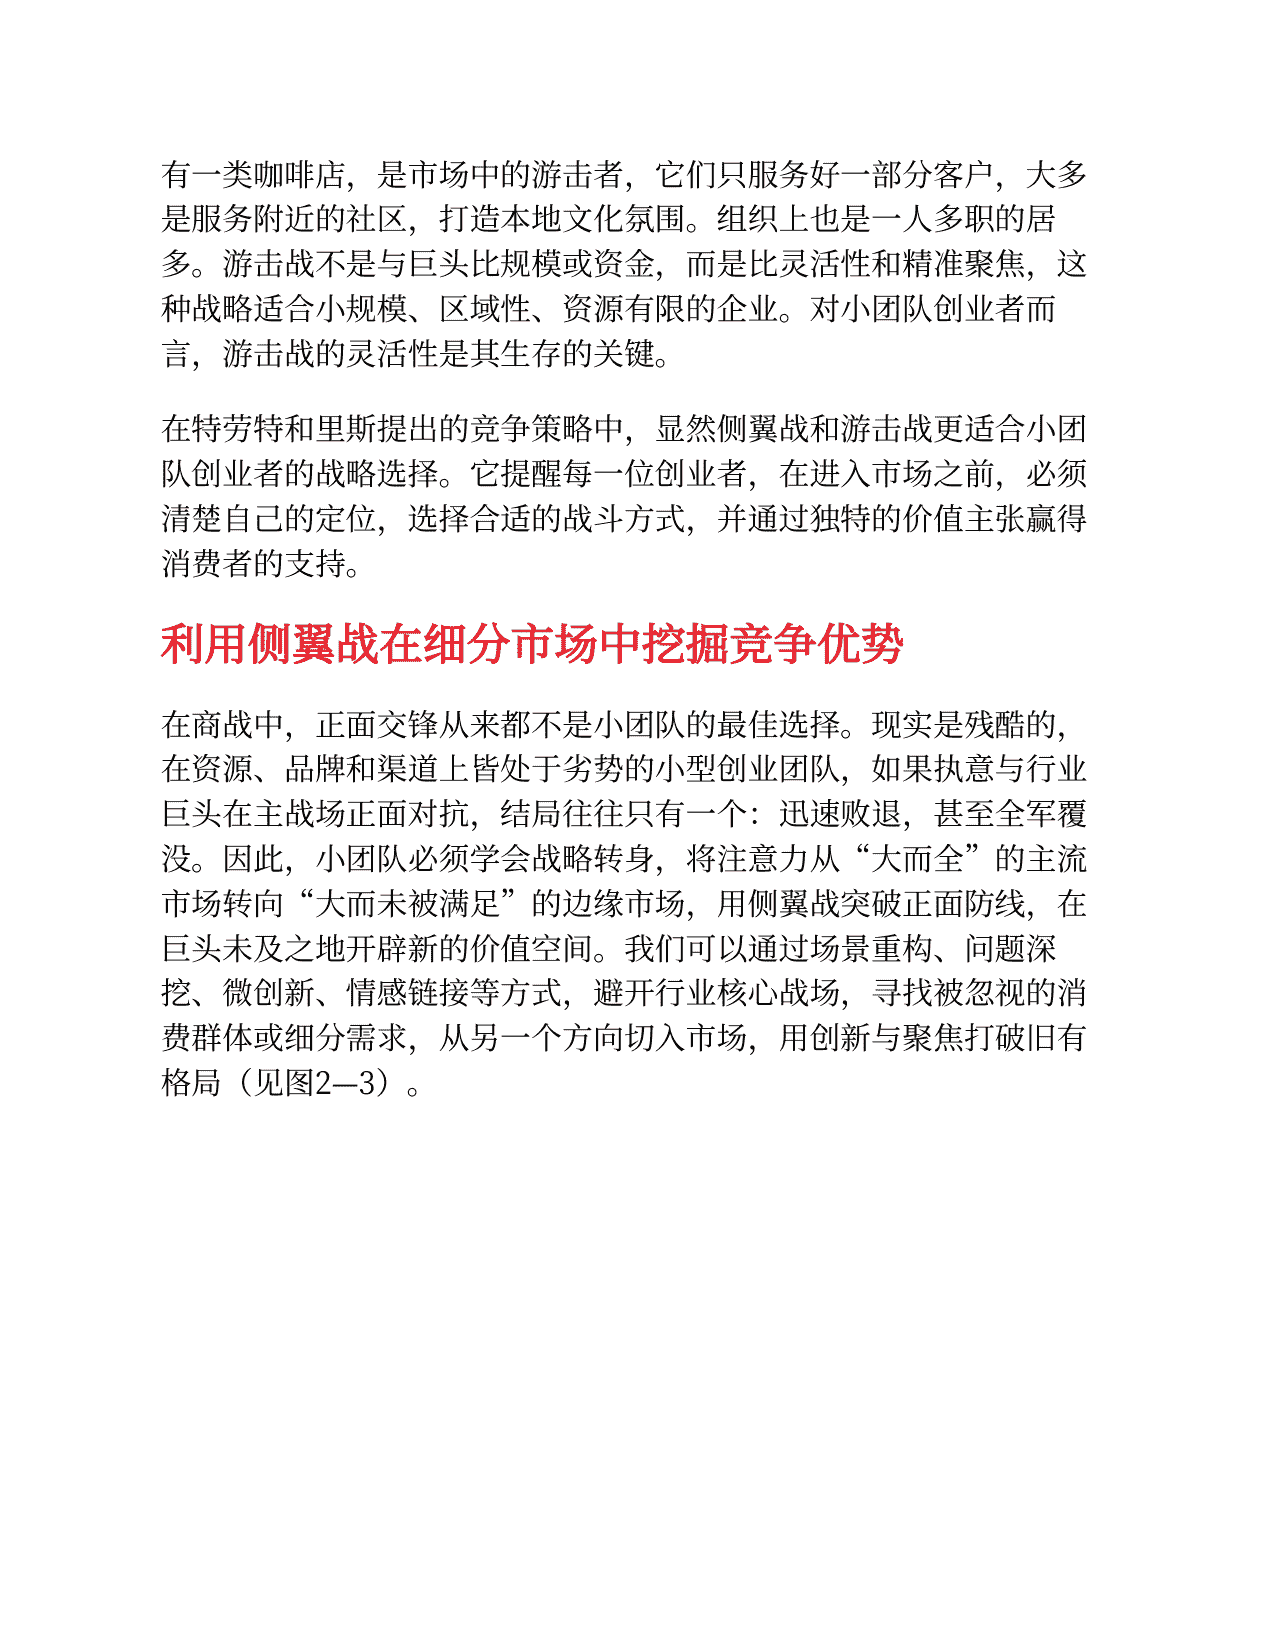 有一类咖啡店，是市场中的游击者，它们只服务好一部分客户，大多
是服务附近的社区，打造本地文化氛围。组织上也是一人多职的居
多。游击战不是与巨头比规模或资金，而是比灵活性和精准聚焦，这
种战略适合小规模、区域性、资源有限的企业。对小团队创业者而
言，游击战的灵活性是其生存的关键。
在特劳特和里斯提出的竞争策略中，显然侧翼战和游击战更适合小团
队创业者的战略选择。它提醒每一位创业者，在进入市场之前，必须
清楚自己的定位，选择合适的战斗方式，并通过独特的价值主张赢得
消费者的支持。
利用侧翼战在细分市场中挖掘竞争优势
在商战中，正面交锋从来都不是小团队的最佳选择。现实是残酷的，
在资源、品牌和渠道上皆处于劣势的小型创业团队，如果执意与行业
巨头在主战场正面对抗，结局往往只有一个：迅速败退，甚至全军覆
没。因此，小团队必须学会战略转身，将注意力从“大而全”的主流
市场转向“大而未被满足”的边缘市场，用侧翼战突破正面防线，在
巨头未及之地开辟新的价值空间。我们可以通过场景重构、问题深
挖、微创新、情感链接等方式，避开行业核心战场，寻找被忽视的消
费群体或细分需求，从另一个方向切入市场，用创新与聚焦打破旧有
格局（见图2—3）。